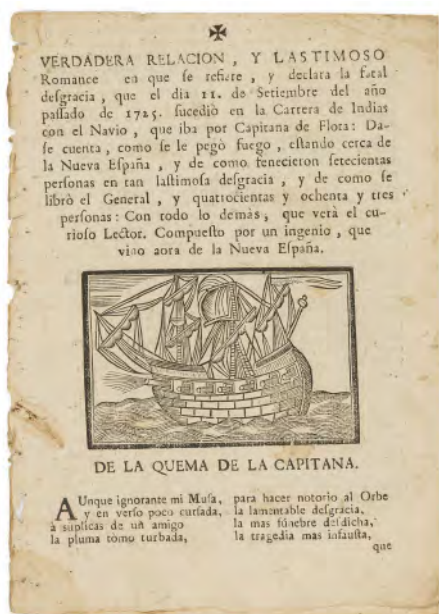 ✠
VERDADERA RELACION, Y LASTIMOSO
Romance en que se refiere, y declara la fatal
deſgracia, que el dia 11. de Setiembre del año
paſſado de 1725. ſucediò en la Carrera de Indias
con el Navio, que iba por Capitana de Flota: Da-
ſe cuenta, como ſe le pegò fuego, eſtando cerca de
la Nueva Eſpaña, y de como fenecieron ſetecientas
perſonas en tan laſtimoſa deſgracia, y de como ſe
librò el General, y quatrocientas y ochenta y tres
perſonas: Con todo lo demàs, que verà el cu-
rioſo Lector. Compueſto por un ingenio, que
vino aora de la Nueva Eſpaña.
DE LA QUEMA DE LA CAPITANA.
AUnque ignorante mi Muſa,
y en verſo poco curſada,
à ſuplicas de un amigo
la pluma tomo turbada,
para hacer notorio al Orbe
la lamentable deſgracia,
la mas fúnebre deſdicha,
la tragedia mas infauſta,
que